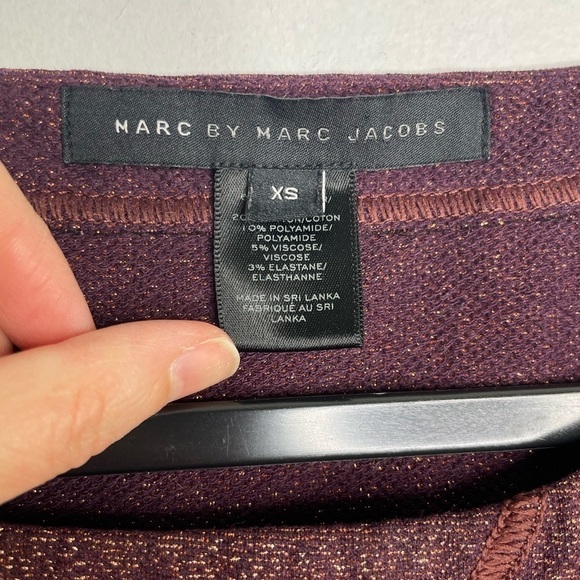 MARC BY MARC JACOBS
XS
10% POLYAMIDE/
POLYAMIDE
5% VISCOSE/
VISCOSE
3% ELASTANE/
ELASTHANNE
MADE IN SRI LANKA
FABRIQUÉ AU SRI
LANKA